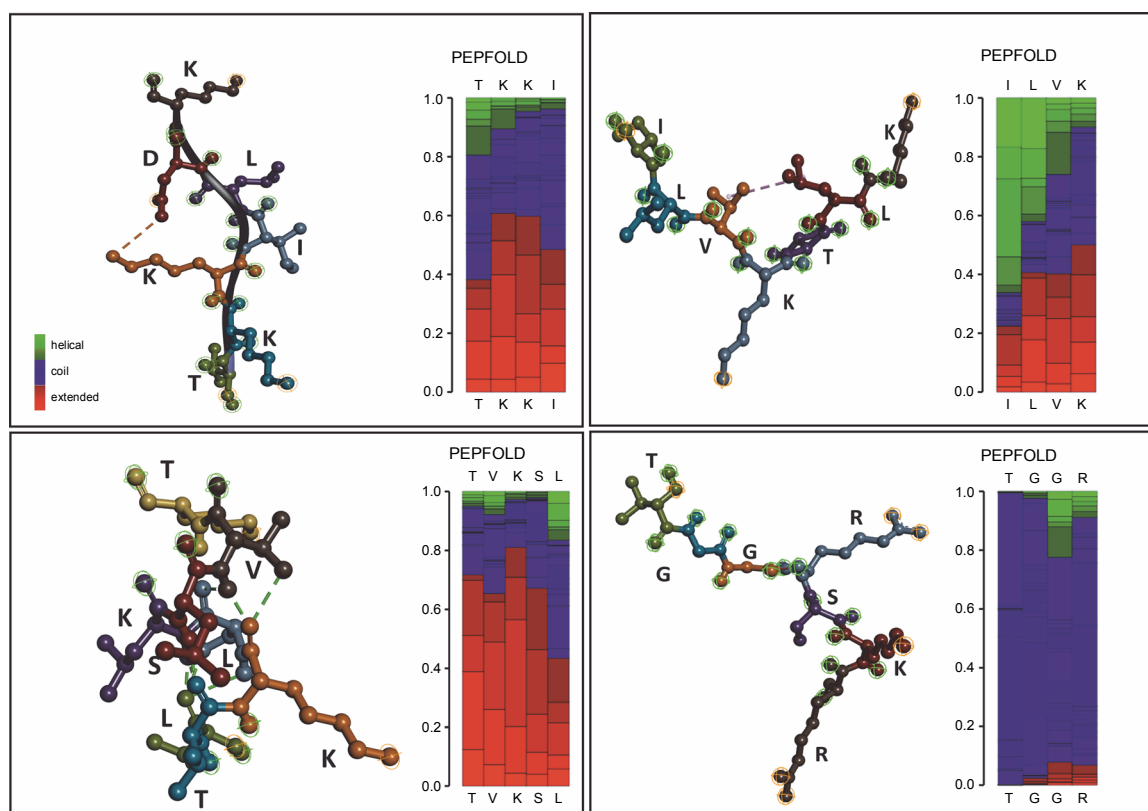 K
D
L
I
K
K
T
helical
coil
extended
PEPFOLD
T K K I
1.0
0.8
0.6
0.4
0.2
0.0
T K K I
I
L
V
K
T
L
K
PEPFOLD
I L V K
1.0
0.8
0.6
0.4
0.2
0.0
I L V K
T
V
K
S
L
L
T
K
PEPFOLD
T V K S L
1.0
0.8
0.6
0.4
0.2
0.0
T V K S L
T
G
G
R
S
K
R
PEPFOLD
T G G R
1.0
0.8
0.6
0.4
0.2
0.0
T G G R